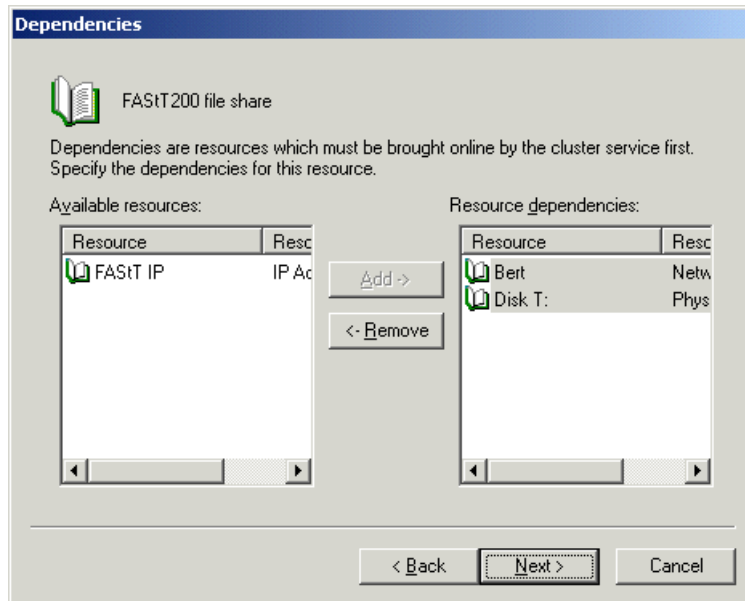 Dependencies
FAStT200 file share
Dependencies are resources which must be brought online by the cluster service first.
Specify the dependencies for this resource.
Available resources:
Resource dependencies:
Resource Resc
FAStT IP IP Ac
Add ->
<- Remove
Resource Resc
Bert Netw
Disk T: Phys
< Back
Next >
Cancel